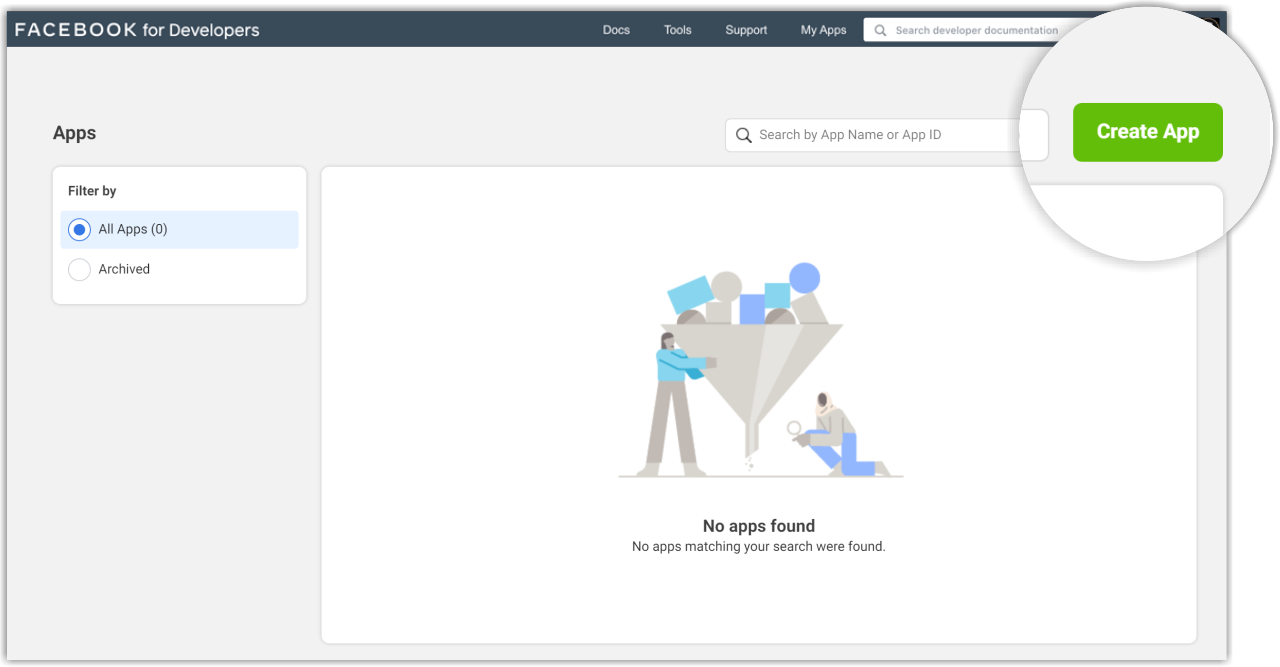 FACEBOOK for Developers
Docs
Tools
Support
My Apps
Search developer documentation
Apps
Search by App Name or App ID
Create App
Filter by
All Apps (0)
Archived
No apps found
No apps matching your search were found.